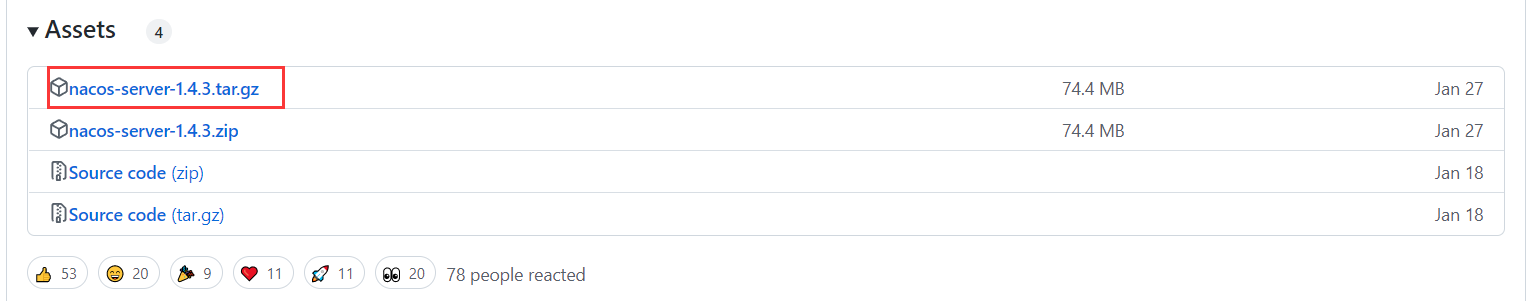 Assets 4
nacos-server-1.4.3.tar.gz 74.4 MB Jan 27
nacos-server-1.4.3.zip 74.4 MB Jan 27
Source code (zip) Jan 18
Source code (tar.gz) Jan 18
53 20 9 11 11 20 78 people reacted